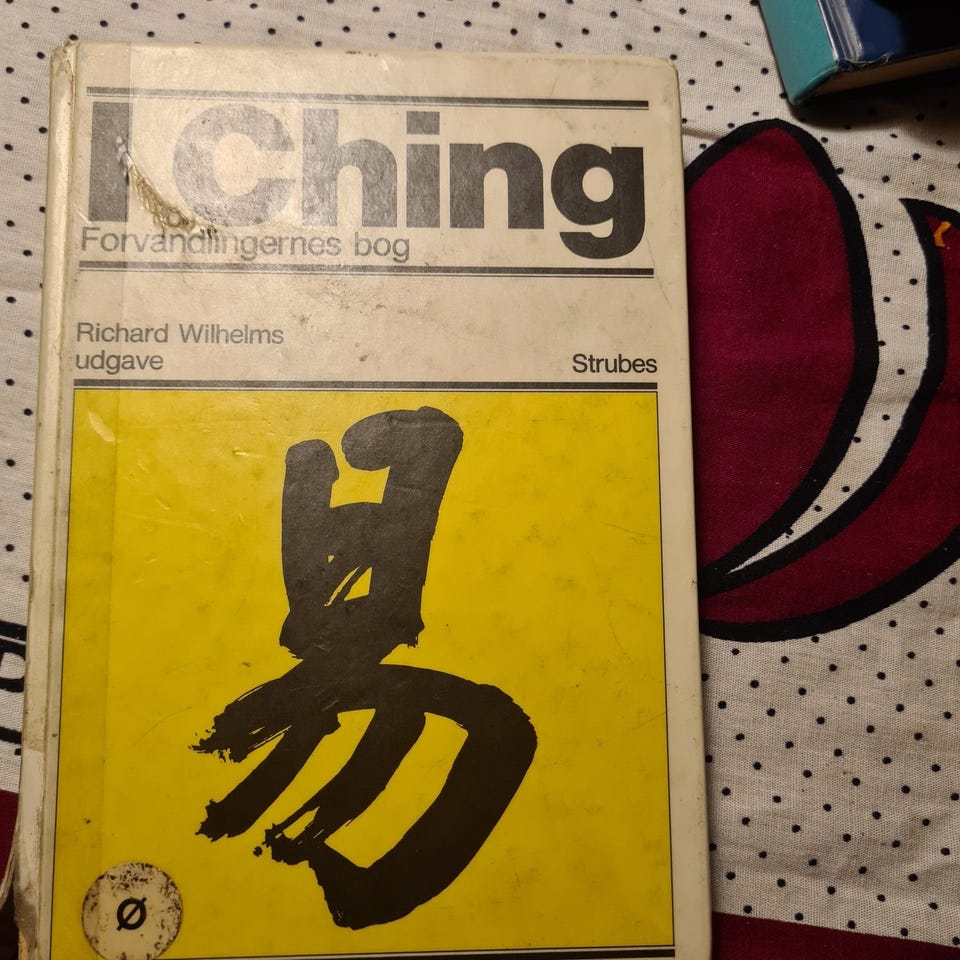 I Ching
Forvandlingernes bog
Richard Wilhelms
udgave
Strubes
易
Ø